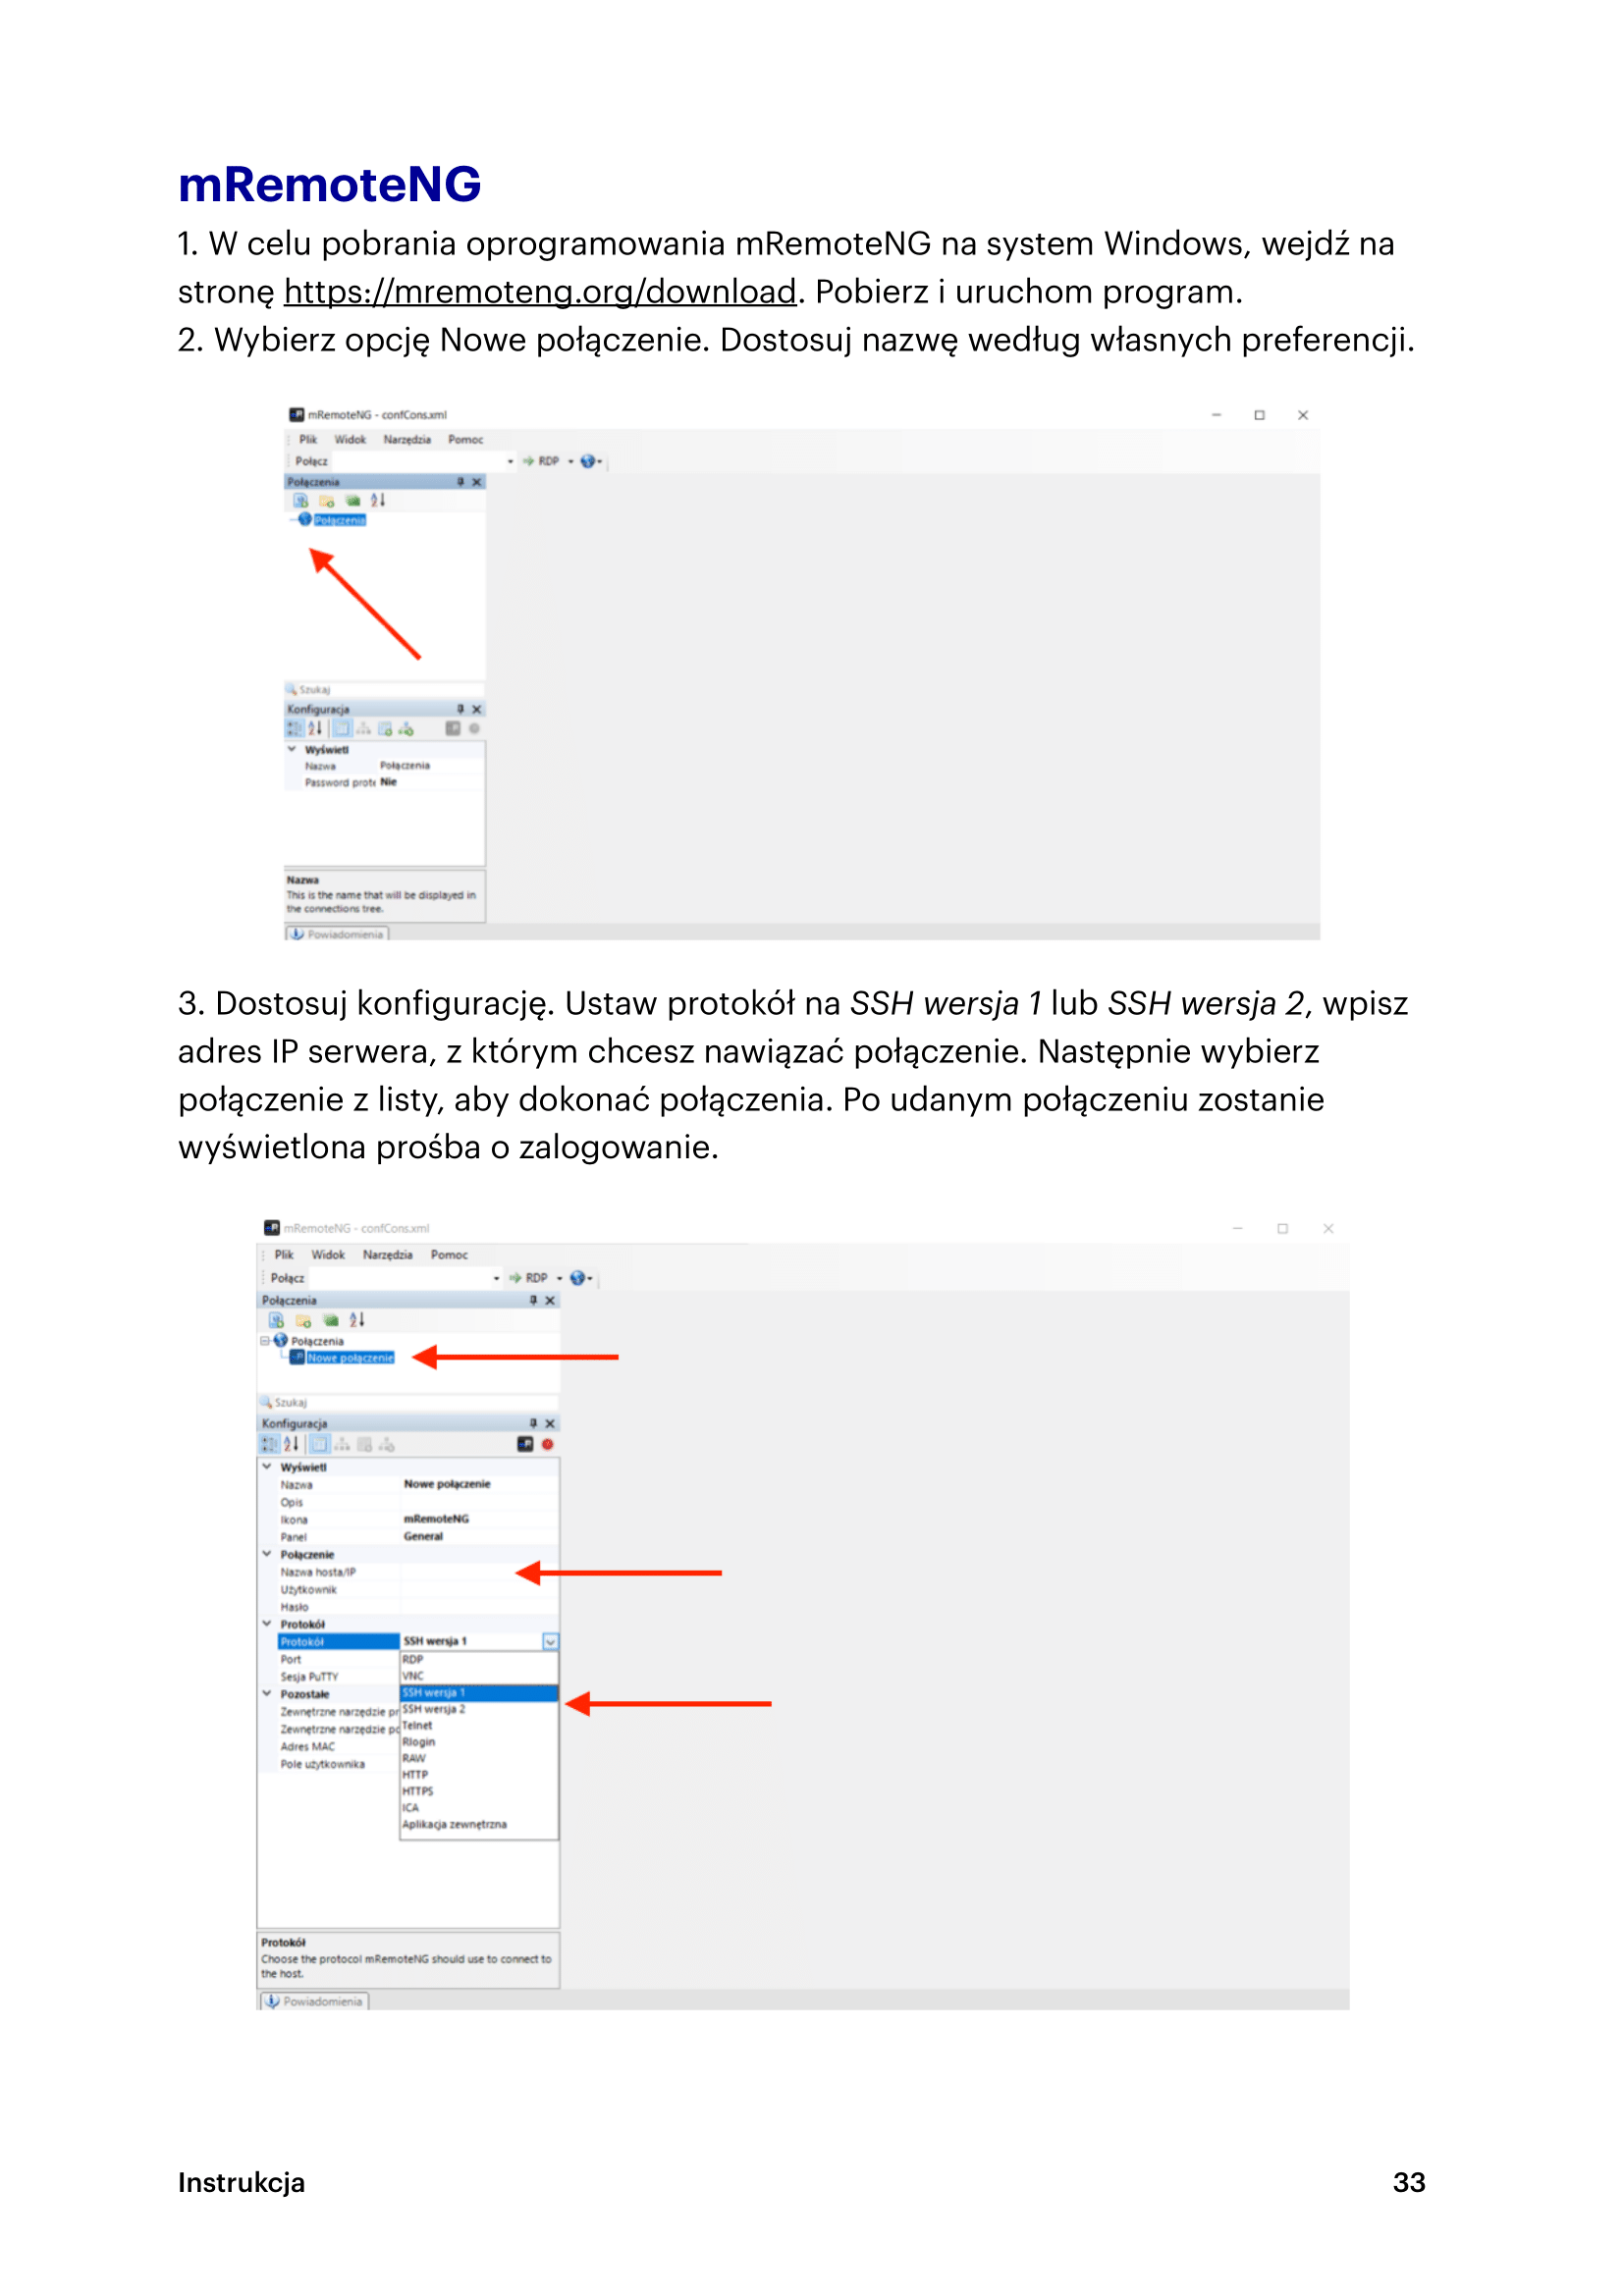 mRemoteNG
1. W celu pobrania oprogramowania mRemoteNG na system Windows, wejdź na
stronę https://mremoteng.org/download. Pobierz i uruchom program.
2. Wybierz opcję Nowe połączenie. Dostosuj nazwę według własnych preferencji.
mRemoteNG - confCons.xml
Plik Widok Narzędzia Pomoc
Połącz RDP
Połączenia
Połączenia
Szukaj
Konfiguracja
Wyświetl
Nazwa Połączenia
Password prote Nie
Nazwa
This is the name that will be displayed in
the connections tree.
Powiadomienia
3. Dostosuj konfigurację. Ustaw protokół na SSH wersja 1 lub SSH wersja 2, wpisz
adres IP serwera, z którym chcesz nawiązać połączenie. Następnie wybierz
połączenie z listy, aby dokonać połączenia. Po udanym połączeniu zostanie
wyświetlona prośba o zalogowanie.
mRemoteNG - confCons.xml
Plik Widok Narzędzia Pomoc
Połącz RDP
Połączenia
Połączenia
Nowe połączenie
Szukaj
Konfiguracja
Wyświetl
Nazwa Nowe połączenie
Opis
Ikona mRemoteNG
Panel General
Połączenie
Nazwa hosta/IP
Użytkownik
Hasło
Protokół
Protokół SSH wersja 1
Port RDP
Sesja PuTTY VNC
Pozostałe SSH wersja 1
Zewnętrzne narzędzie pr SSH wersja 2
Zewnętrzne narzędzie po Telnet
Adres MAC Rlogin
Pole użytkownika RAW
HTTP
HTTPS
ICA
Aplikacja zewnętrzna
Protokół
Choose the protocol mRemoteNG should use to connect to
the host.
Powiadomienia
Instrukcja 33